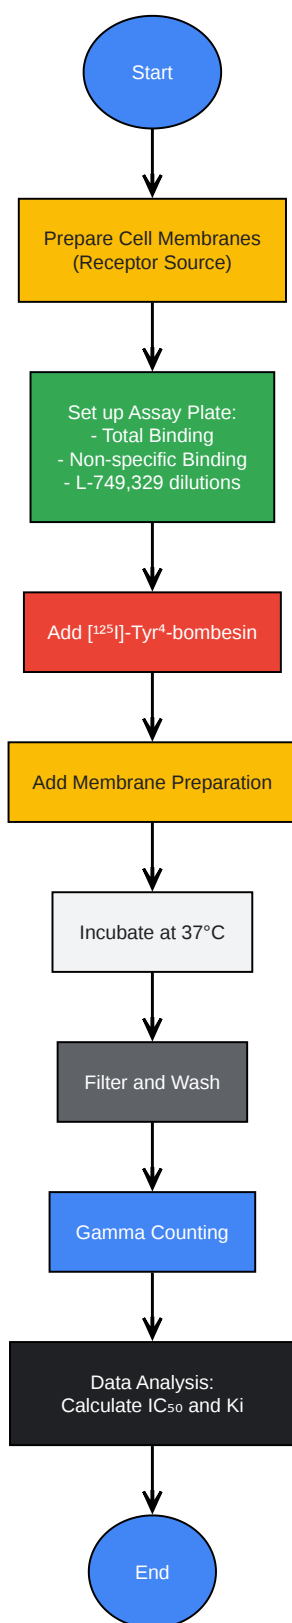 Start
Prepare Cell Membranes
(Receptor Source)
Set up Assay Plate:
- Total Binding
- Non-specific Binding
- L-749,329 dilutions
Add [¹²⁵I]-Tyr⁴-bombesin
Add Membrane Preparation
Incubate at 37°C
Filter and Wash
Gamma Counting
Data Analysis:
Calculate IC₅₀ and Ki
End